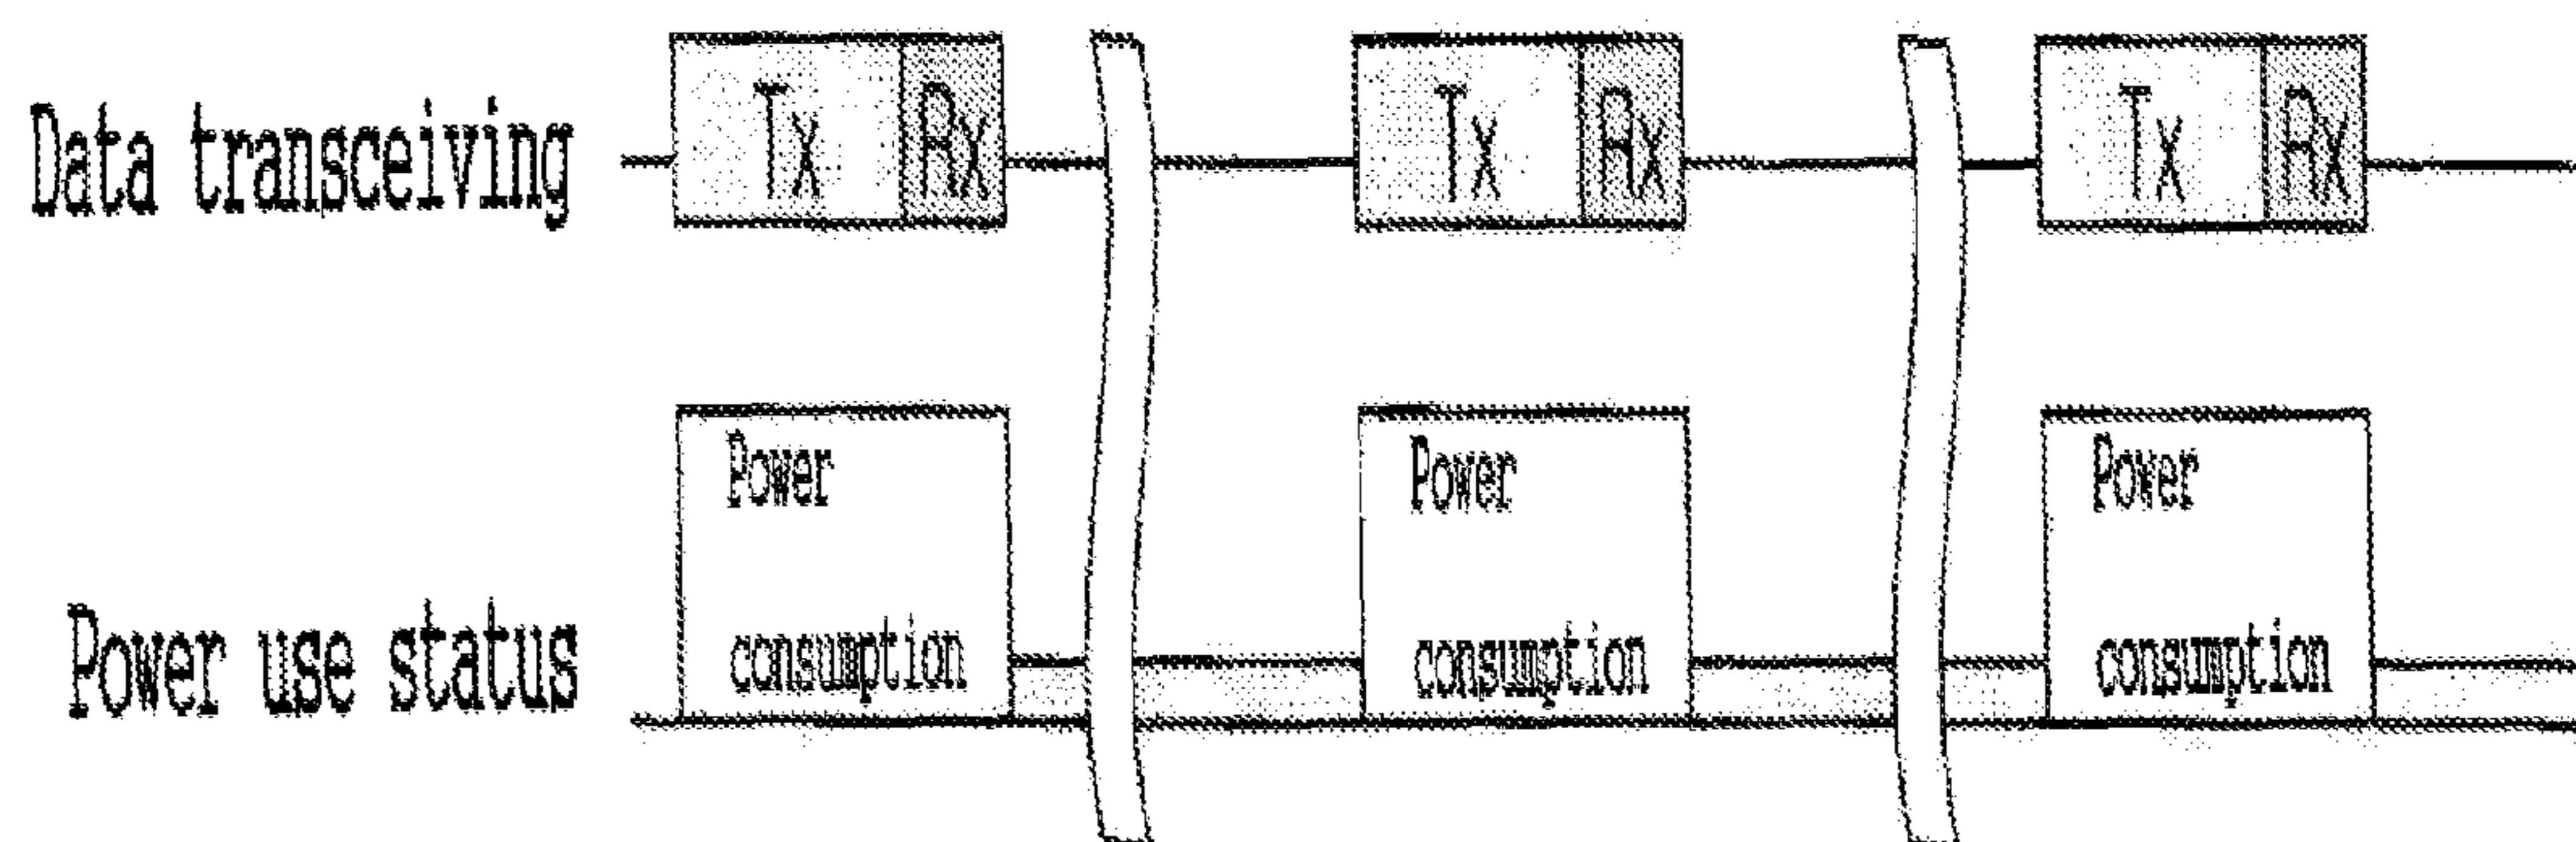 Data transceiving
Tx Rx
Tx Rx
Tx Rx
Power use status
Power
consumption
Power
consumption
Power
consumption